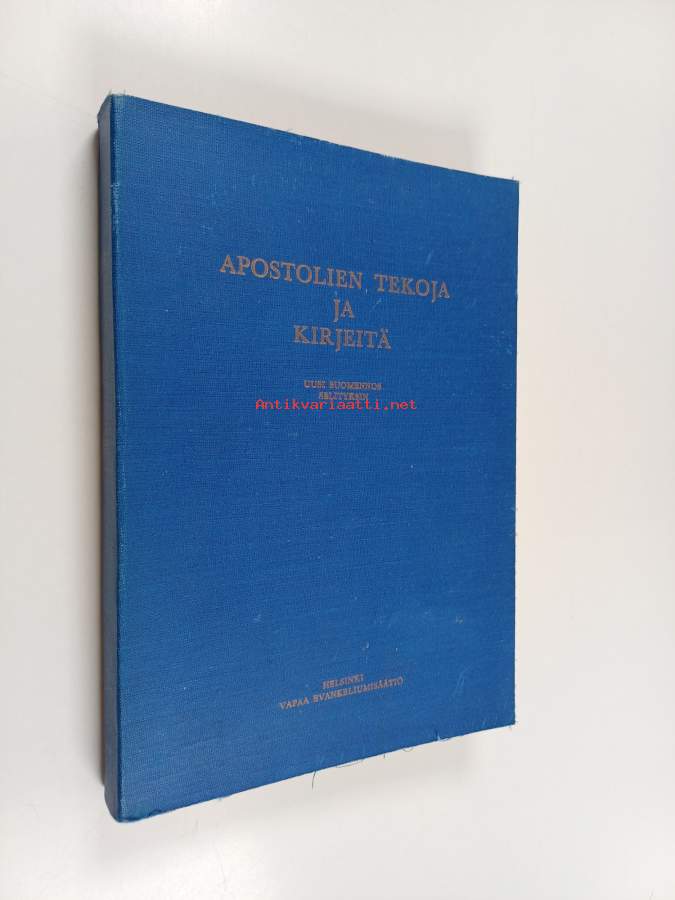 APOSTOLIEN TEKOJA
JA
KIRJEITÄ
UUSI SUOMENNOS
SELITYKSIN
Antikvariaatti.net
HELSINKI
VAPAA EVANKELIUMISÄÄTIÖ